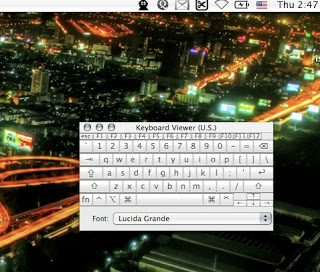 Thu 2:47
Keyboard Viewer (U.S.)
esc F1 F2 F3 F4 F5 F6 F7 F8 F9 F10 F11 F12
` 1 2 3 4 5 6 7 8 9 0 - = ⌫
⇥ q w e r t y u i o p [ ] \
⇪ a s d f g h j k l ; ' ↩
⇧ z x c v b n m , . / ⇧
fn ^ ⌥ ⌘ ⌘
Font: Lucida Grande